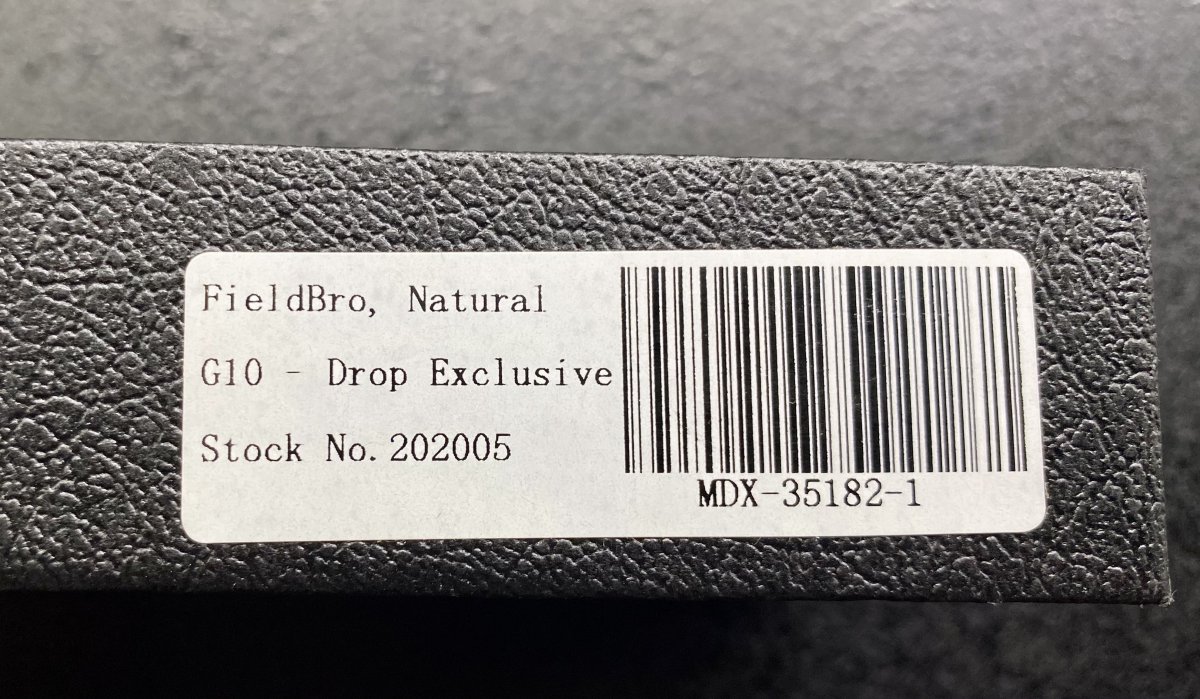 FieldBro, Natural
G10 - Drop Exclusive
Stock No. 202005
MDX-35182-1